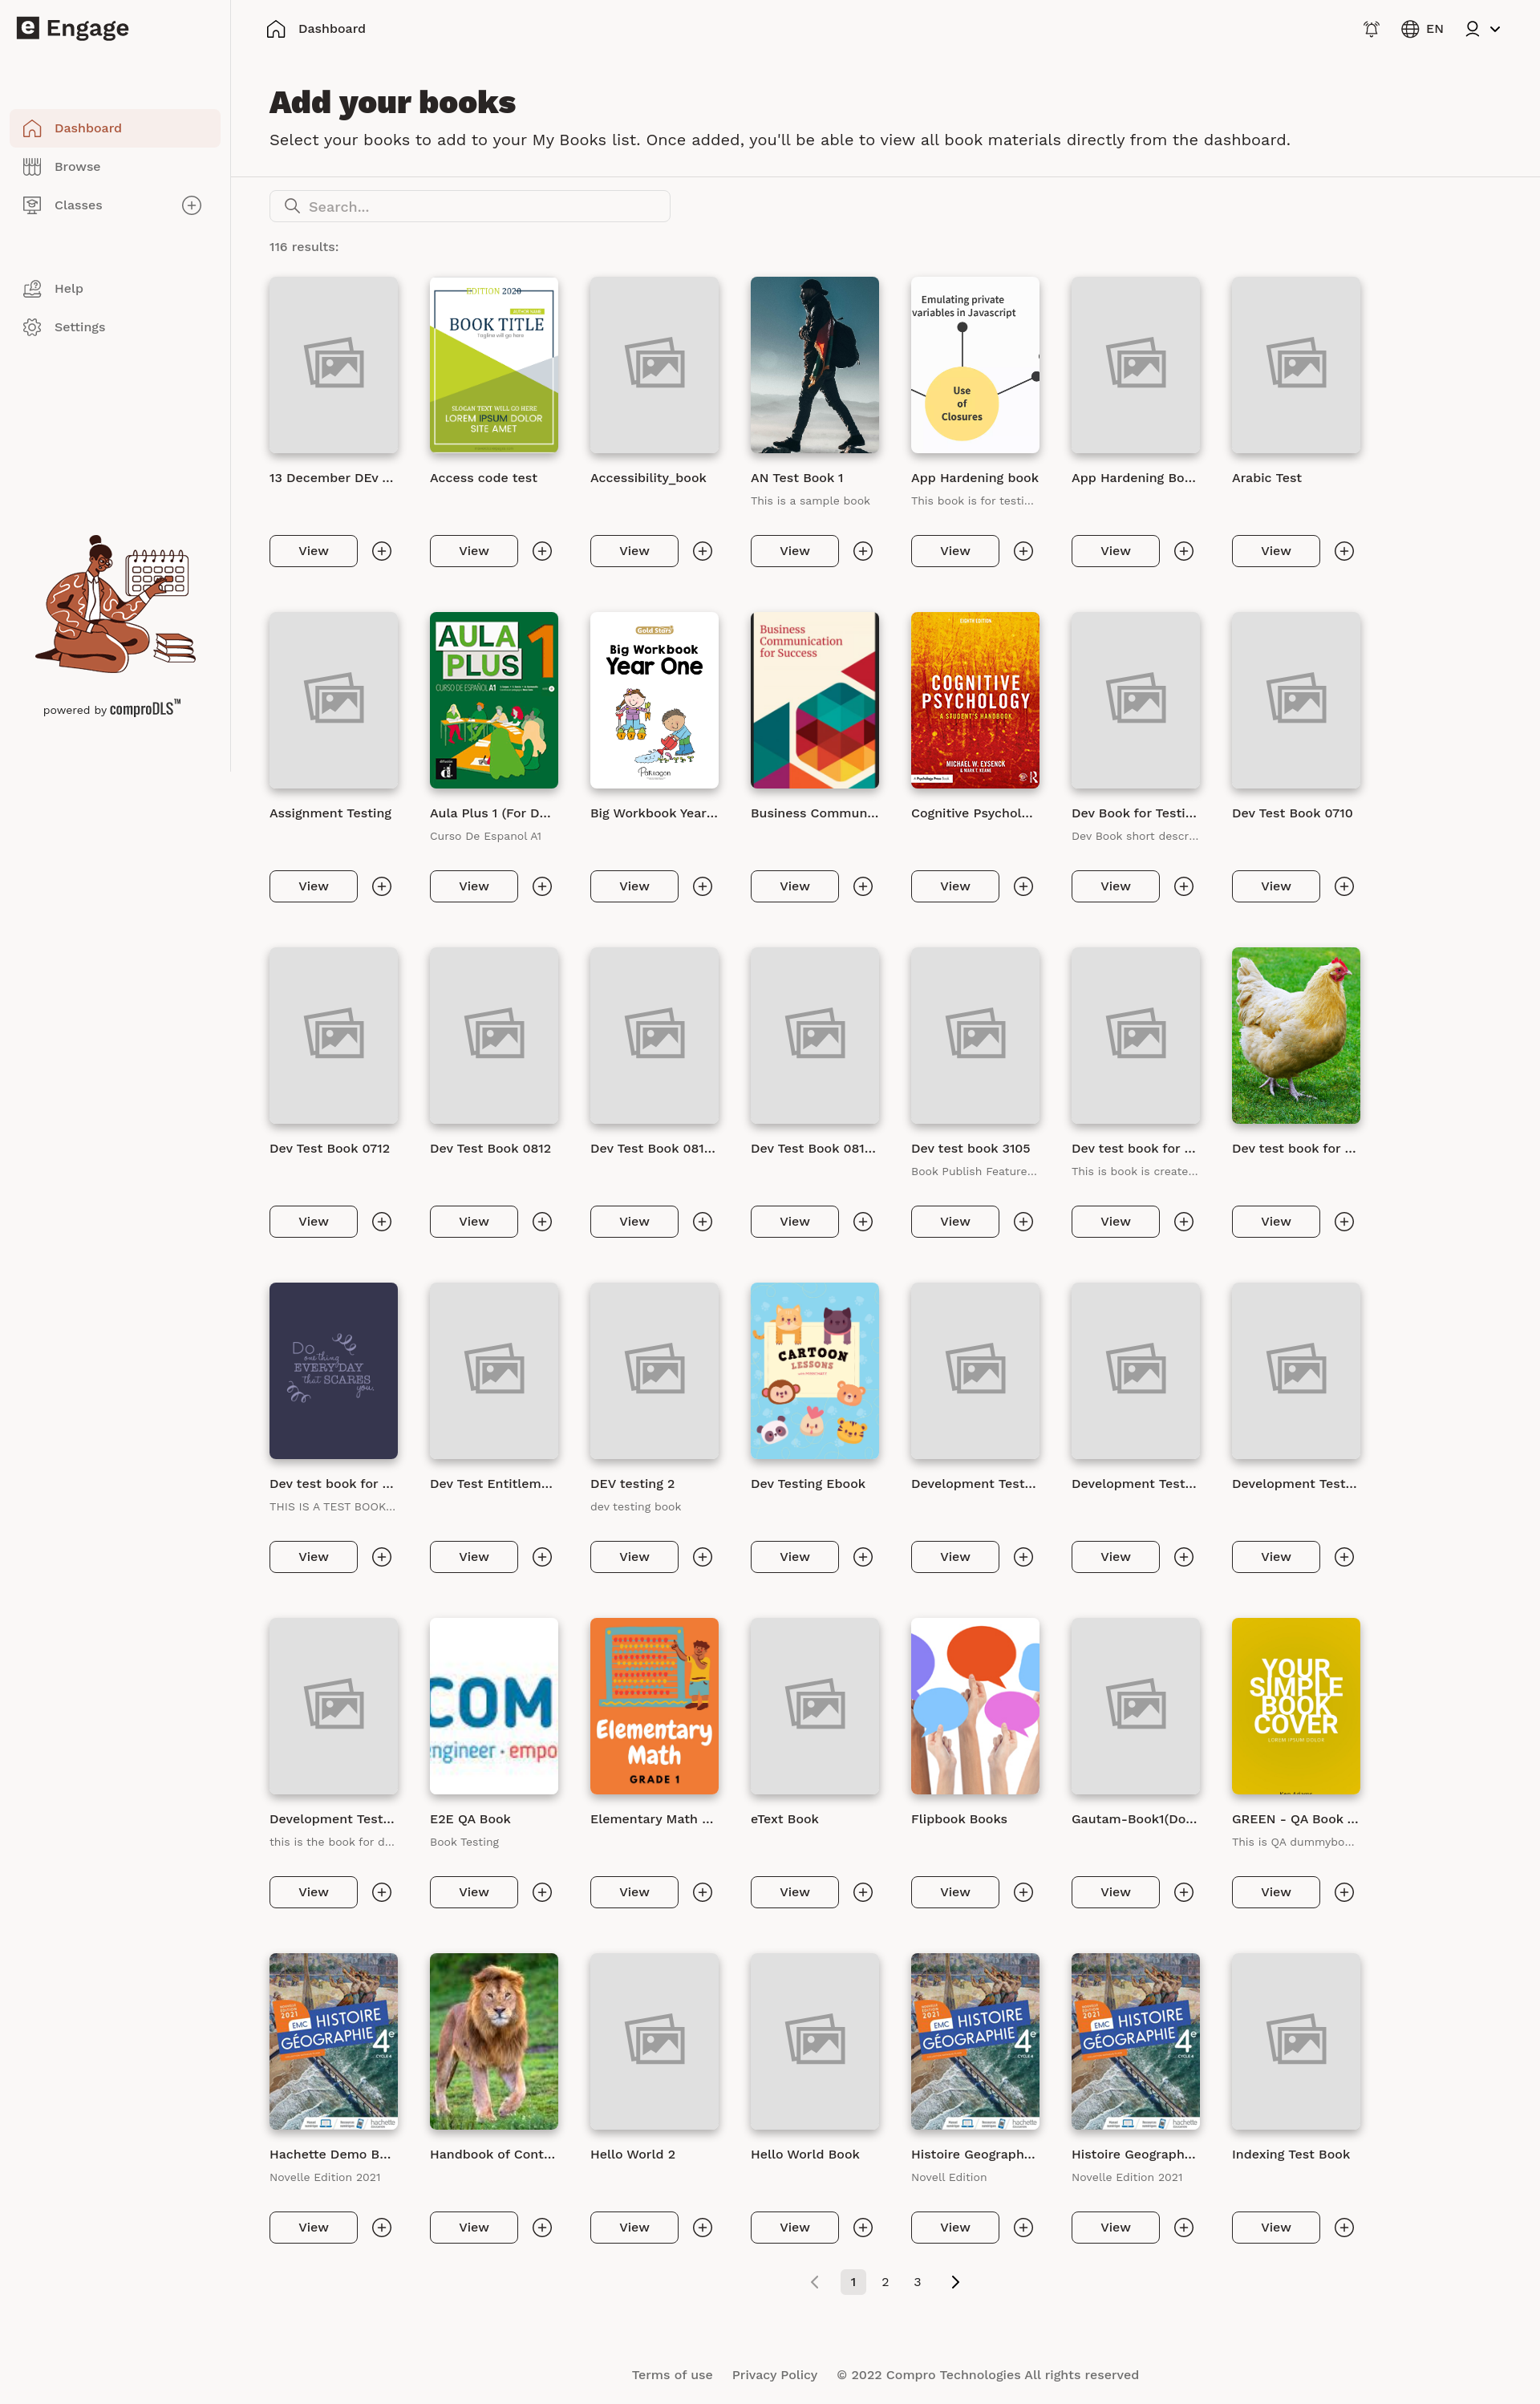 Engage
Dashboard
EN
Dashboard
Browse
Classes
Help
Settings
powered by comproDLS™
Add your books
Select your books to add to your My Books list. Once added, you'll be able to view all book materials directly from the dashboard.
Search...
116 results:
EDITION 2020
BOOK TITLE
Tagline will go here
SLOGAN TEXT WILL GO HERE
LOREM IPSUM DOLOR
SITE AMET
Emulating private
variables in Javascript
Use
of
Closures
13 December DEv ...
Access code test
Accessibility_book
AN Test Book 1
App Hardening book
App Hardening Bo...
Arabic Test
This is a sample book
This book is for testi...
View
View
View
View
View
View
View
AULA
PLUS 1
CURSO DE ESPAÑOL A1
Gold Stars
Big Workbook
Year One
Parragon
Business
Communication
for Success
EIGHTH EDITION
COGNITIVE
PSYCHOLOGY
A STUDENT'S HANDBOOK
MICHAEL W. EYSENCK
& MARK T. KEANE
Assignment Testing
Aula Plus 1 (For D...
Big Workbook Year...
Business Commun...
Cognitive Psychol...
Dev Book for Testi...
Dev Test Book 0710
Curso De Espanol A1
Dev Book short descr...
View
View
View
View
View
View
View
Dev Test Book 0712
Dev Test Book 0812
Dev Test Book 081...
Dev Test Book 081...
Dev test book 3105
Dev test book for ...
Dev test book for ...
Book Publish Feature...
This is book is create...
View
View
View
View
View
View
View
Do
one thing
EVERY DAY
that SCARES
you.
CARTOON
LESSONS
Dev test book for ...
Dev Test Entitlem...
DEV testing 2
Dev Testing Ebook
Development Test...
Development Test...
Development Test...
THIS IS A TEST BOOK...
dev testing book
View
View
View
View
View
View
View
COM
ngineer · empo
Elementary
Math
GRADE 1
YOUR
SIMPLE
BOOK
COVER
LOREM IPSUM DOLOR
Development Test...
E2E QA Book
Elementary Math ...
eText Book
Flipbook Books
Gautam-Book1(Do...
GREEN - QA Book ...
this is the book for d...
Book Testing
This is QA dummybo...
View
View
View
View
View
View
View
NOUVELLE
ÉDITION
2021
EMC HISTOIRE
GÉOGRAPHIE 4e
CYCLE 4
hachette
NOUVELLE
ÉDITION
2021
EMC HISTOIRE
GÉOGRAPHIE 4e
CYCLE 4
hachette
NOUVELLE
ÉDITION
2021
EMC HISTOIRE
GÉOGRAPHIE 4e
CYCLE 4
hachette
Hachette Demo B...
Handbook of Cont...
Hello World 2
Hello World Book
Histoire Geograph...
Histoire Geograph...
Indexing Test Book
Novelle Edition 2021
Novell Edition
Novelle Edition 2021
View
View
View
View
View
View
View
1 2 3
Terms of use Privacy Policy © 2022 Compro Technologies All rights reserved